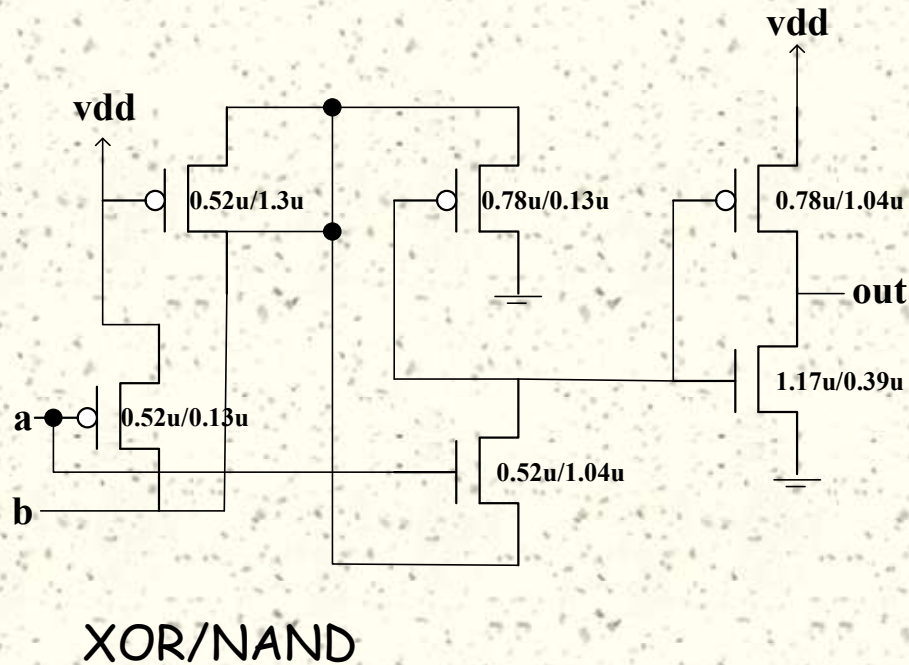 vdd
vdd
0.52u/1.3u
0.78u/0.13u
0.78u/1.04u
out
1.17u/0.39u
a
0.52u/0.13u
0.52u/1.04u
b
XOR/NAND